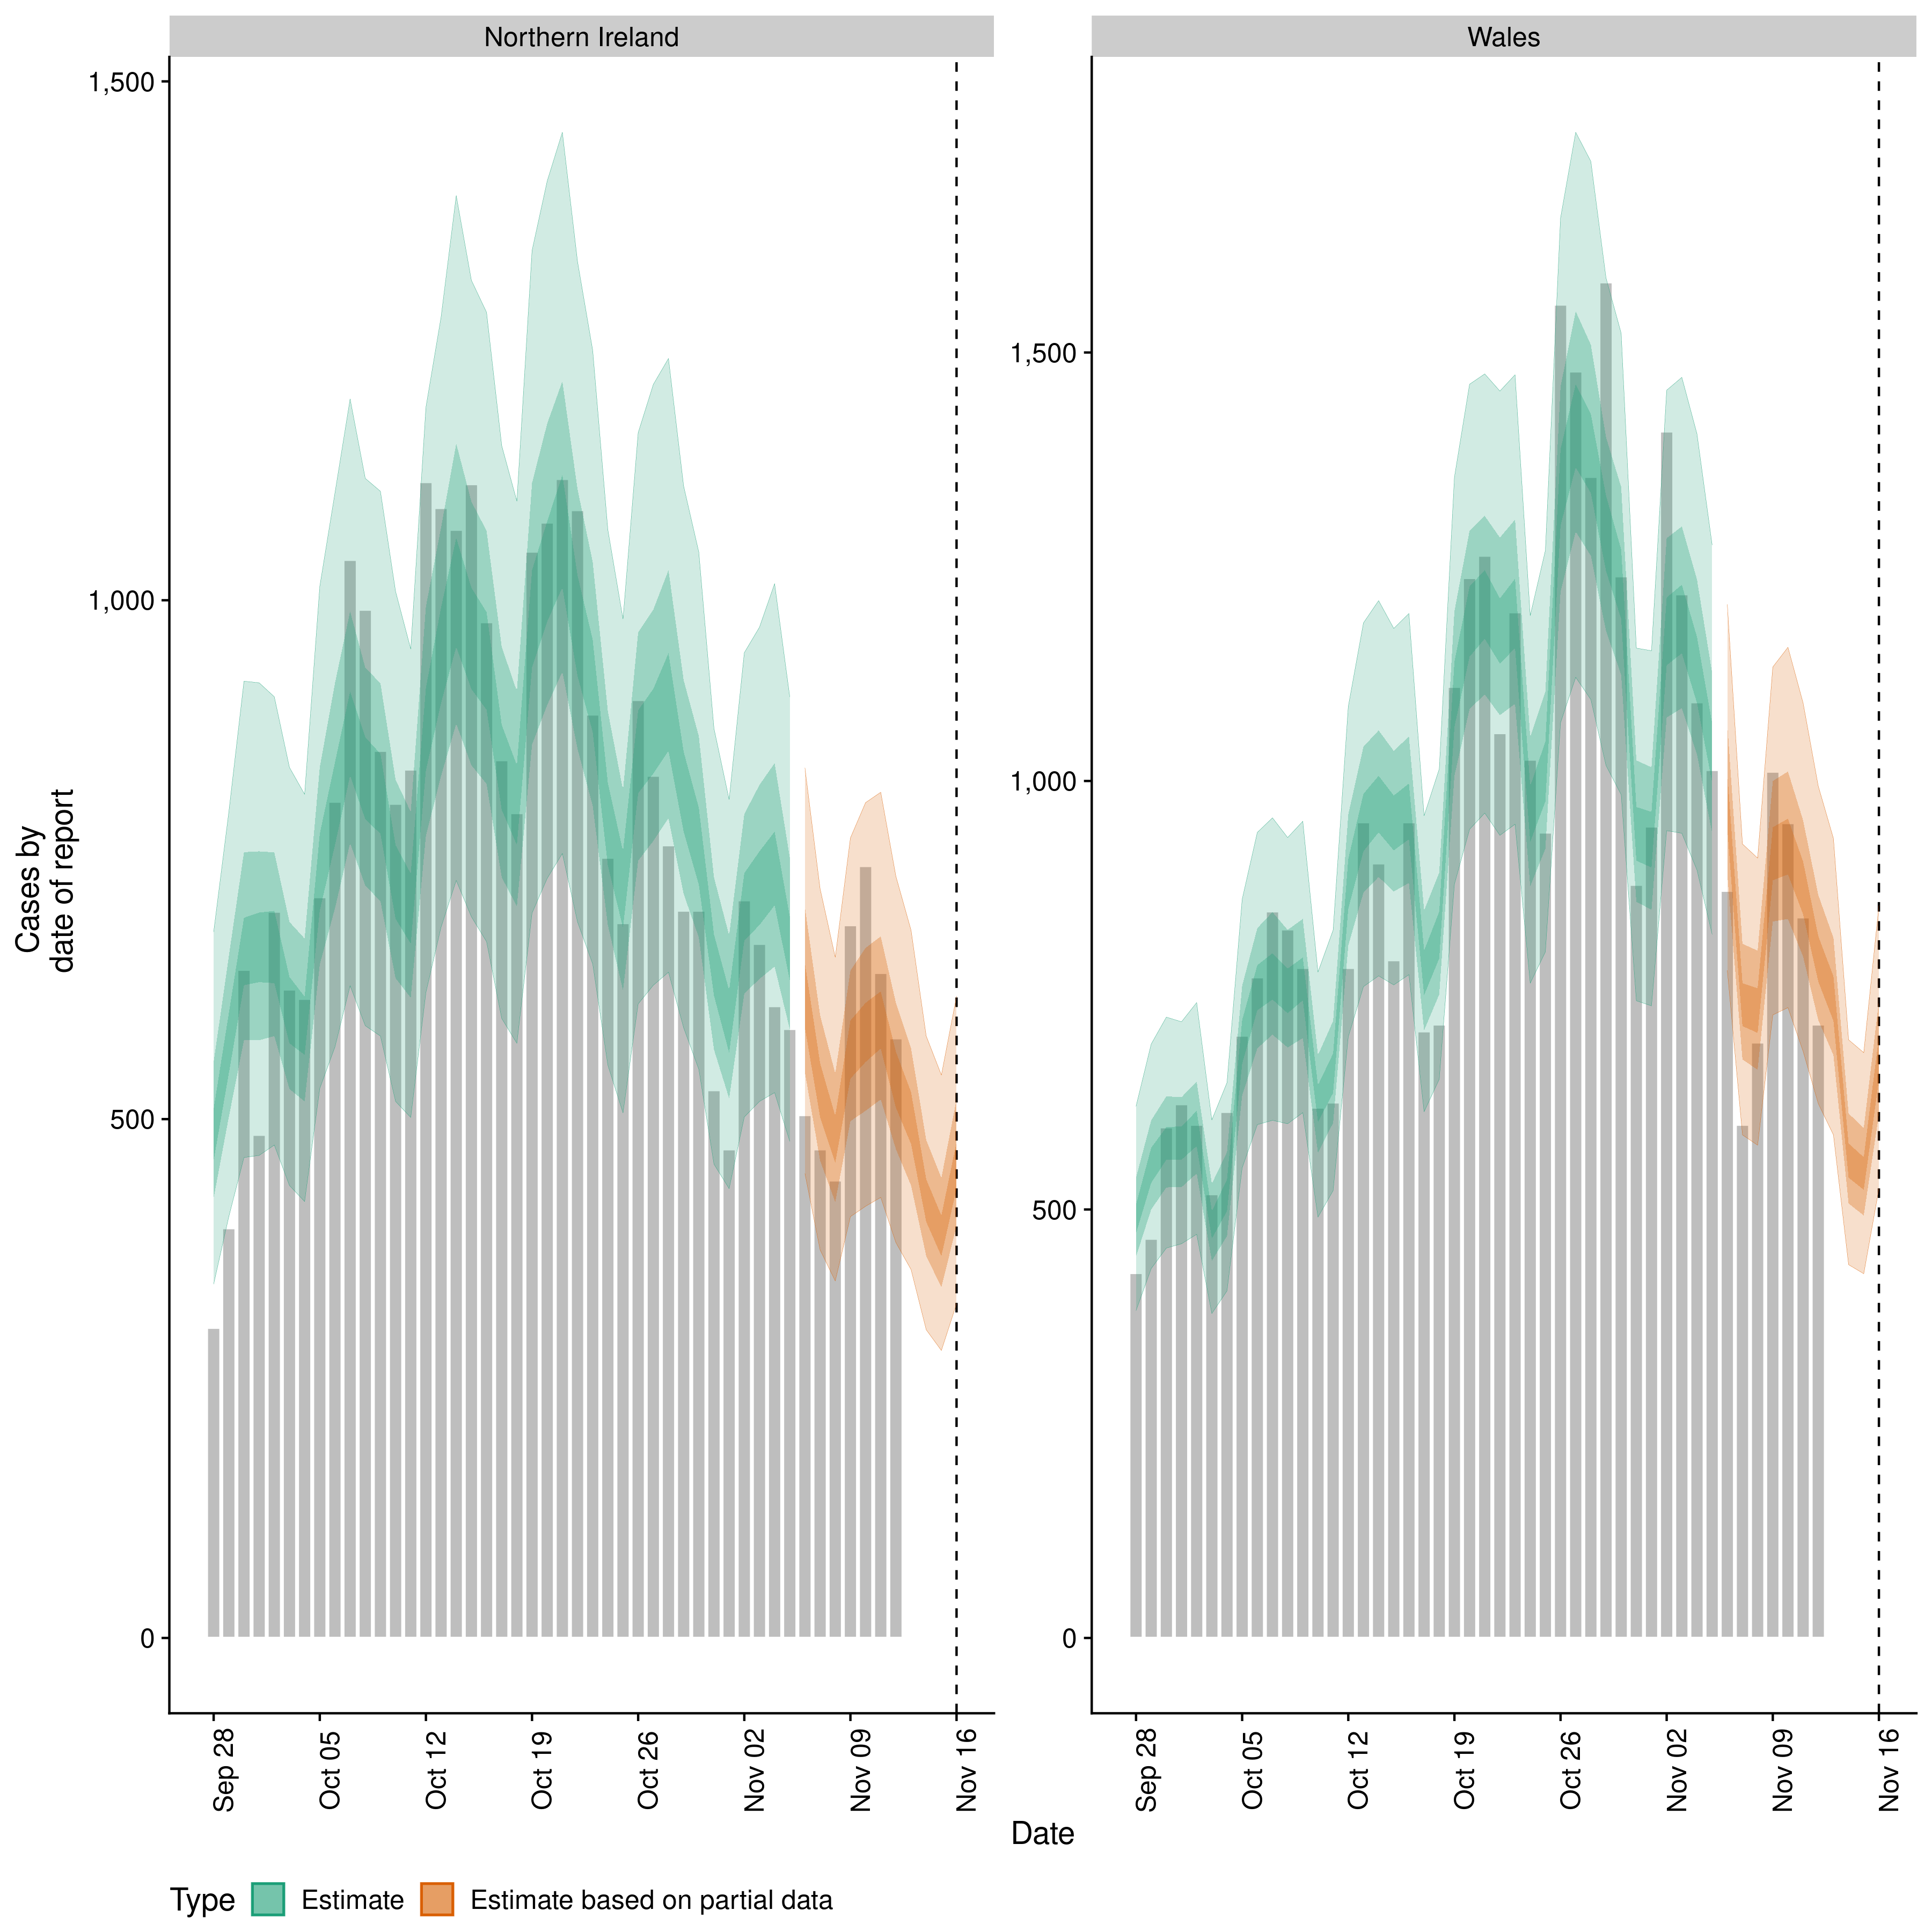 Northern Ireland
Wales
Cases by
date of report
1,500
1,000
500
0
1,500
1,000
500
0
Sep 28
Oct 05
Oct 12
Oct 19
Oct 26
Nov 02
Nov 09
Nov 16
Sep 28
Oct 05
Oct 12
Oct 19
Oct 26
Nov 02
Nov 09
Nov 16
Date
Type
Estimate
Estimate based on partial data